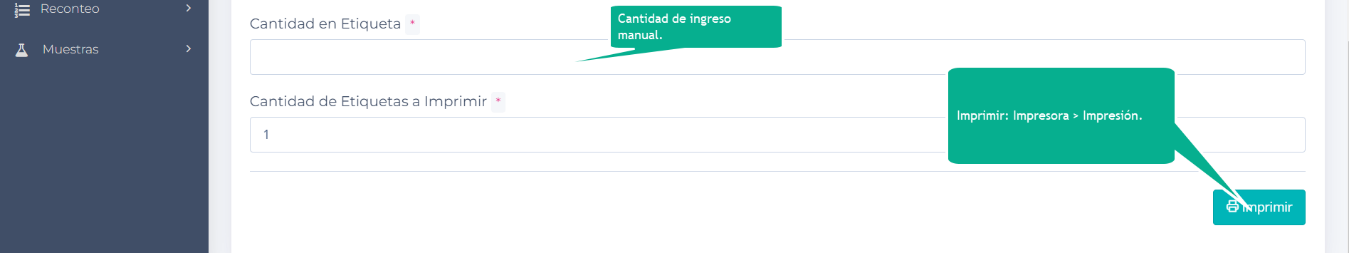 Reconteo
Muestras
Cantidad en Etiqueta *
Cantidad de ingreso
manual.
Cantidad de Etiquetas a Imprimir *
1
Imprimir: Impresora > Impresión.
Imprimir